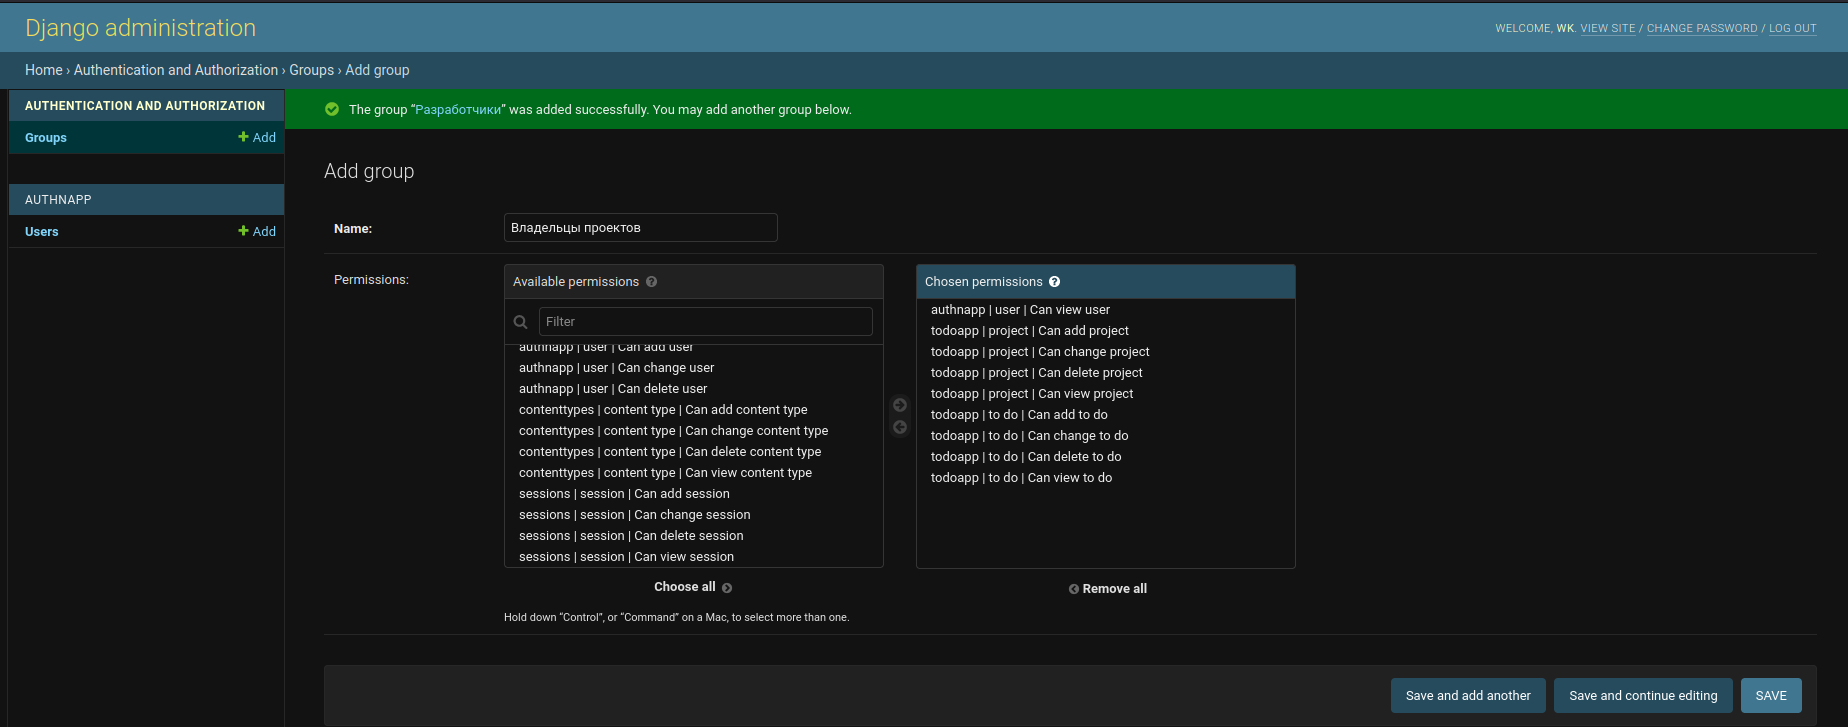 Django administration
WELCOME, WK. VIEW SITE / CHANGE PASSWORD / LOG OUT
Home › Authentication and Authorization › Groups › Add group
AUTHENTICATION AND AUTHORIZATION
Groups
Add
AUTHNAPP
Users
Add
The group “Разработчики” was added successfully. You may add another group below.
Add group
Name:
Владельцы проектов
Permissions:
Available permissions ?
Filter
authnapp | user | Can add user
authnapp | user | Can change user
authnapp | user | Can delete user
contenttypes | content type | Can add content type
contenttypes | content type | Can change content type
contenttypes | content type | Can delete content type
contenttypes | content type | Can view content type
sessions | session | Can add session
sessions | session | Can change session
sessions | session | Can delete session
sessions | session | Can view session
Choose all
Hold down “Control”, or “Command” on a Mac, to select more than one.
Chosen permissions ?
authnapp | user | Can view user
todoapp | project | Can add project
todoapp | project | Can change project
todoapp | project | Can delete project
todoapp | project | Can view project
todoapp | to do | Can add to do
todoapp | to do | Can change to do
todoapp | to do | Can delete to do
todoapp | to do | Can view to do
Remove all
Save and add another
Save and continue editing
SAVE